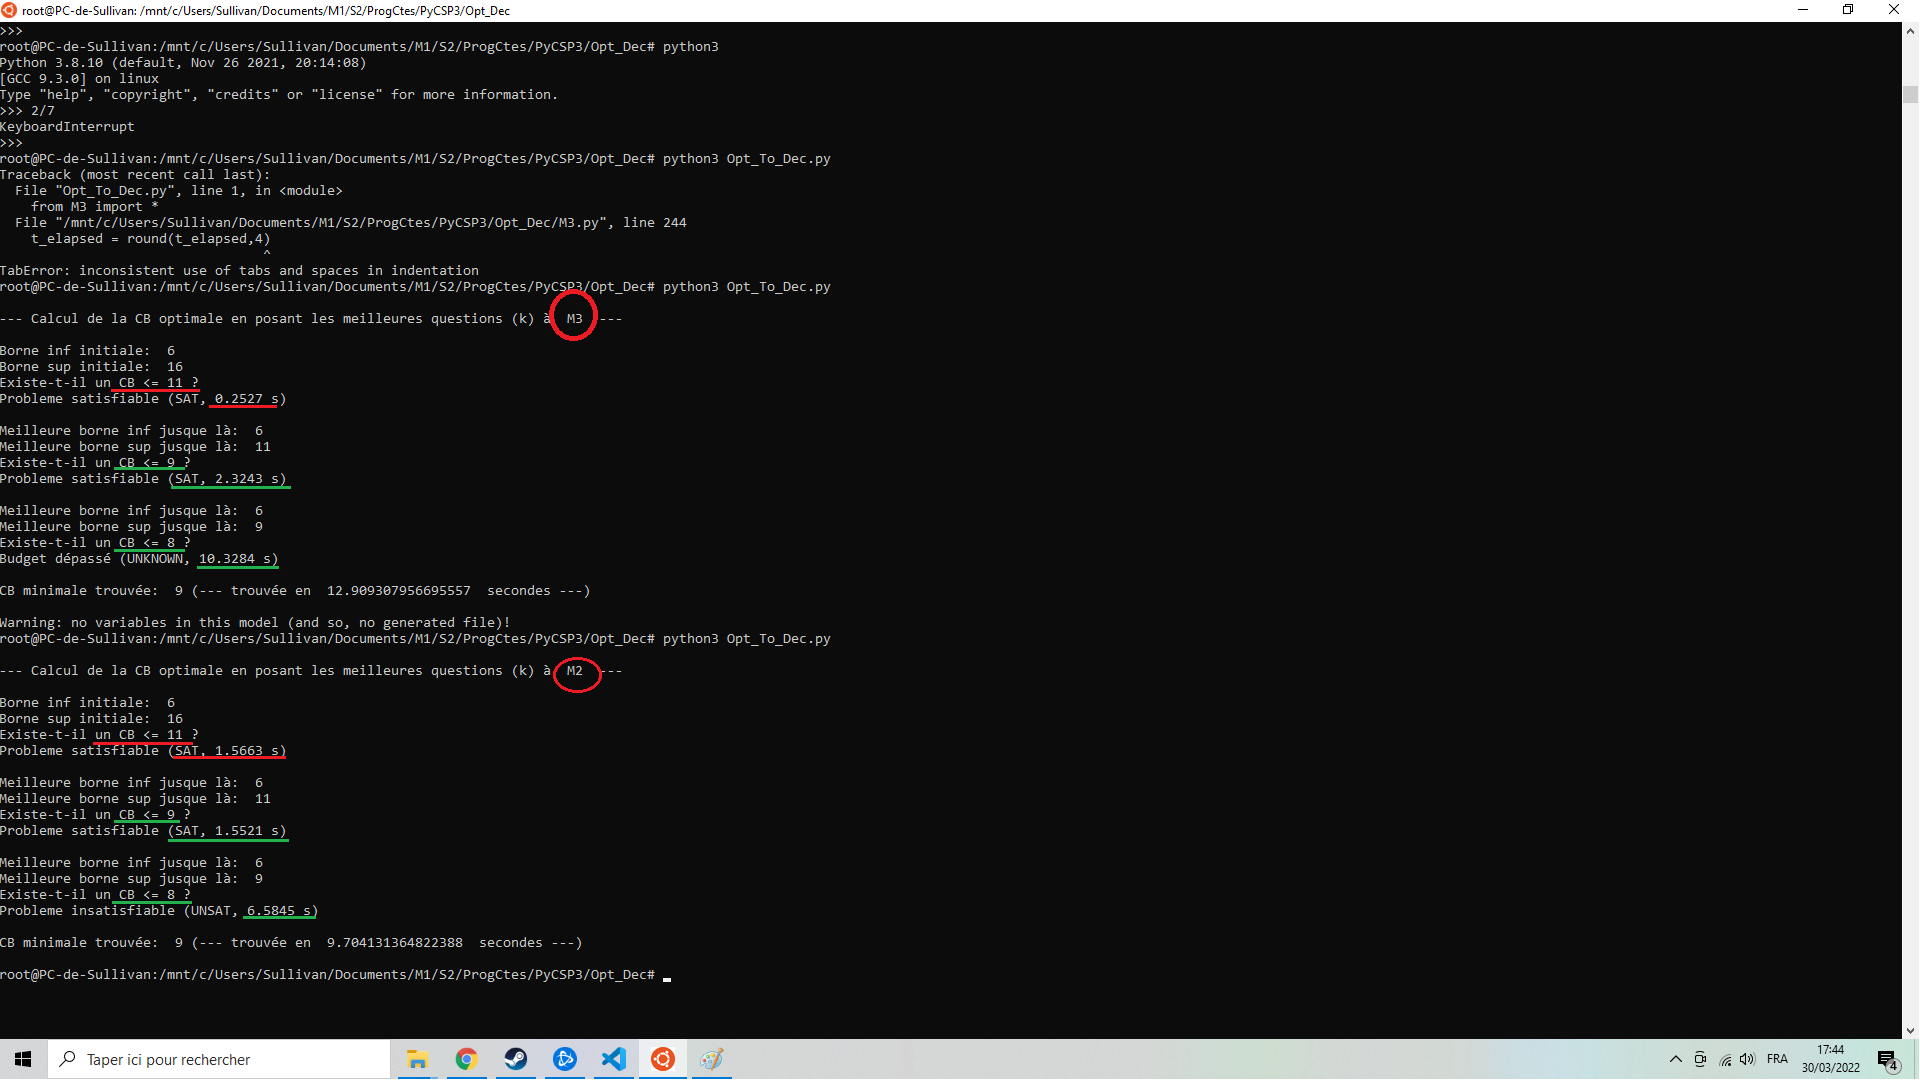 root@PC-de-Sullivan: /mnt/c/Users/Sullivan/Documents/M1/S2/ProgCtes/PyCSP3/Opt_Dec
>>>
root@PC-de-Sullivan:/mnt/c/Users/Sullivan/Documents/M1/S2/ProgCtes/PyCSP3/Opt_Dec# python3
Python 3.8.10 (default, Nov 26 2021, 20:14:08)
[GCC 9.3.0] on linux
Type "help", "copyright", "credits" or "license" for more information.
>>> 2/7
KeyboardInterrupt
>>>
root@PC-de-Sullivan:/mnt/c/Users/Sullivan/Documents/M1/S2/ProgCtes/PyCSP3/Opt_Dec# python3 Opt_To_Dec.py
Traceback (most recent call last):
  File "Opt_To_Dec.py", line 1, in <module>
    from M3 import *
  File "/mnt/c/Users/Sullivan/Documents/M1/S2/ProgCtes/PyCSP3/Opt_Dec/M3.py", line 244
    t_elapsed = round(t_elapsed,4)
                                 ^
TabError: inconsistent use of tabs and spaces in indentation
root@PC-de-Sullivan:/mnt/c/Users/Sullivan/Documents/M1/S2/ProgCtes/PyCSP3/Opt_Dec# python3 Opt_To_Dec.py
--- Calcul de la CB optimale en posant les meilleures questions (k) à  M3  ---
Borne inf initiale:  6
Borne sup initiale:  16
Existe-t-il un CB <= 11 ?
Probleme satisfiable (SAT, 0.2527 s)
Meilleure borne inf jusque là:  6
Meilleure borne sup jusque là:  11
Existe-t-il un CB <= 9 ?
Probleme satisfiable (SAT, 2.3243 s)
Meilleure borne inf jusque là:  6
Meilleure borne sup jusque là:  9
Existe-t-il un CB <= 8 ?
Budget dépassé (UNKNOWN, 10.3284 s)
CB minimale trouvée:  9 (--- trouvée en  12.909307956695557  secondes ---)
Warning: no variables in this model (and so, no generated file)!
root@PC-de-Sullivan:/mnt/c/Users/Sullivan/Documents/M1/S2/ProgCtes/PyCSP3/Opt_Dec# python3 Opt_To_Dec.py
--- Calcul de la CB optimale en posant les meilleures questions (k) à  M2  ---
Borne inf initiale:  6
Borne sup initiale:  16
Existe-t-il un CB <= 11 ?
Probleme satisfiable (SAT, 1.5663 s)
Meilleure borne inf jusque là:  6
Meilleure borne sup jusque là:  11
Existe-t-il un CB <= 9 ?
Probleme satisfiable (SAT, 1.5521 s)
Meilleure borne inf jusque là:  6
Meilleure borne sup jusque là:  9
Existe-t-il un CB <= 8 ?
Probleme insatisfiable (UNSAT, 6.5845 s)
CB minimale trouvée:  9 (--- trouvée en  9.704131364822388  secondes ---)
root@PC-de-Sullivan:/mnt/c/Users/Sullivan/Documents/M1/S2/ProgCtes/PyCSP3/Opt_Dec#
Taper ici pour rechercher
FRA
17:44
30/03/2022
4